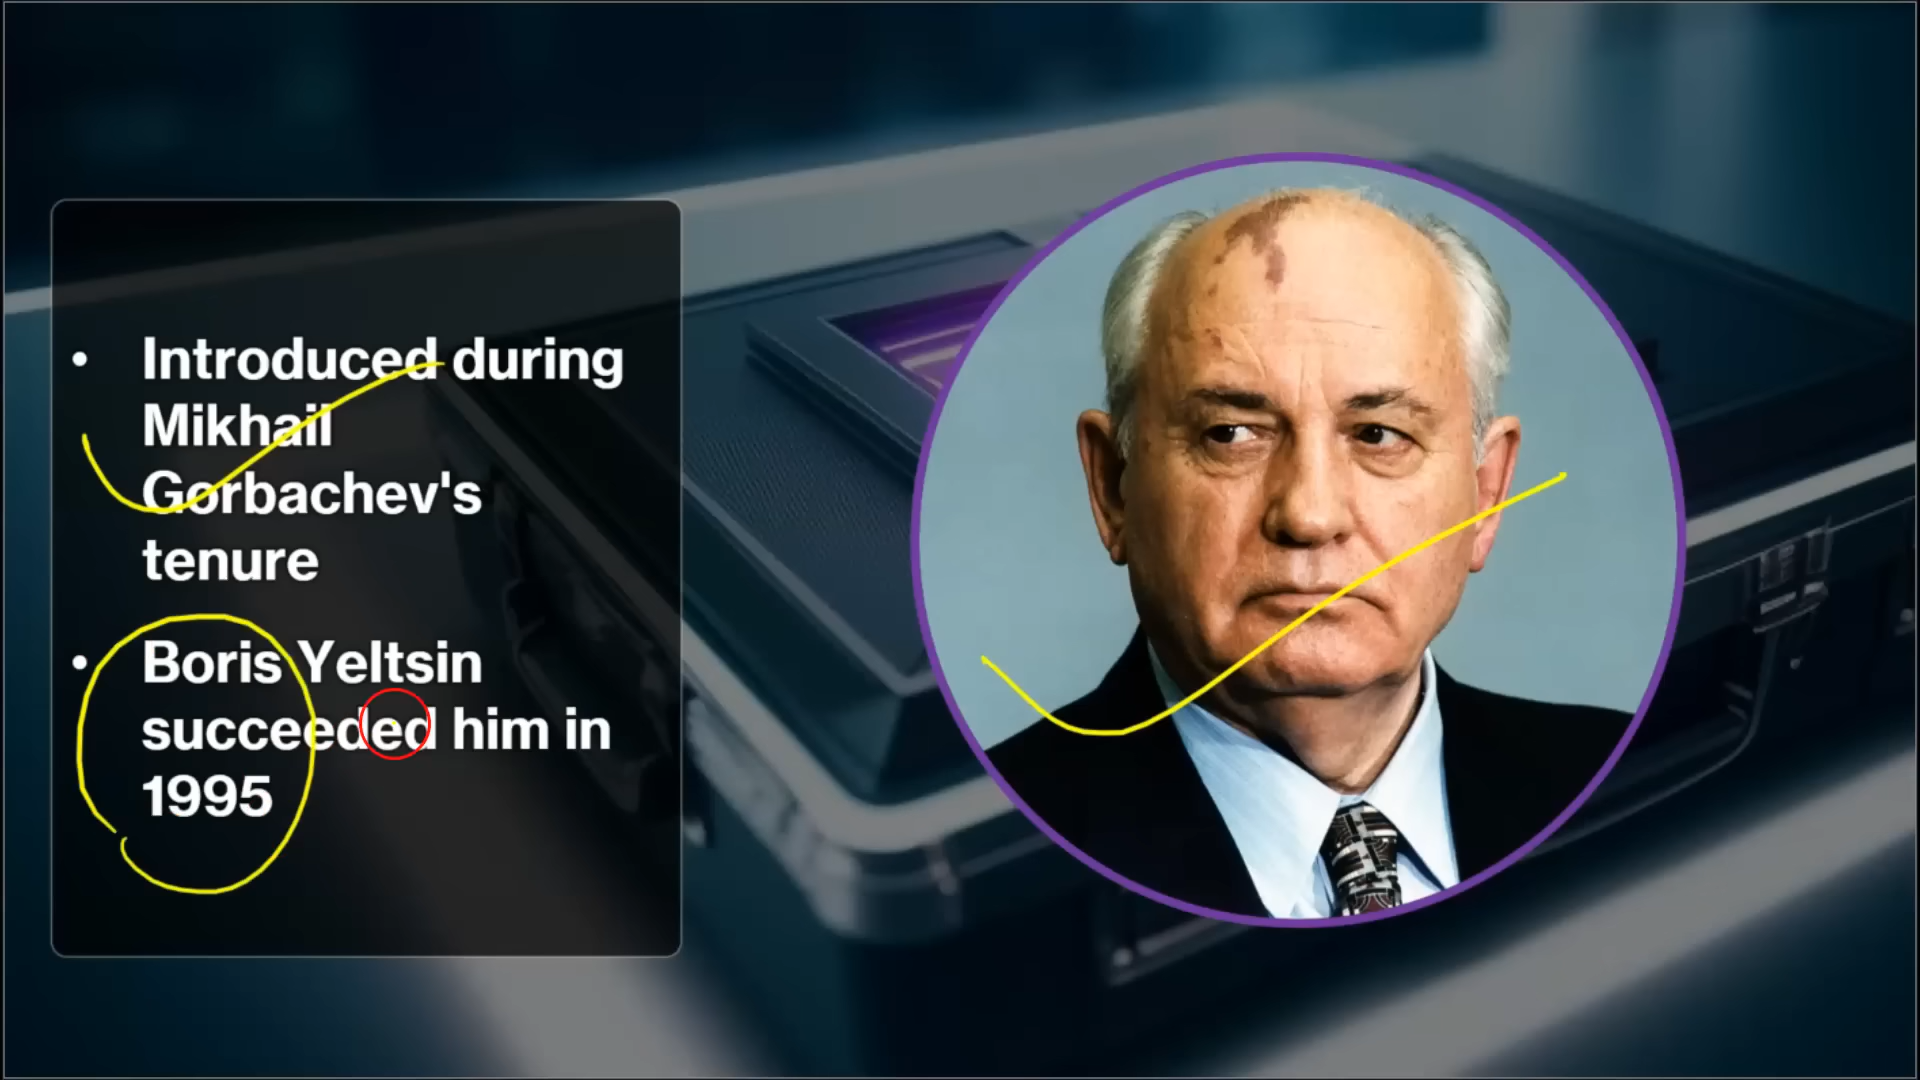 • Introduced during
Mikhail
Gorbachev's
tenure
• Boris Yeltsin
succeeded him in
1995